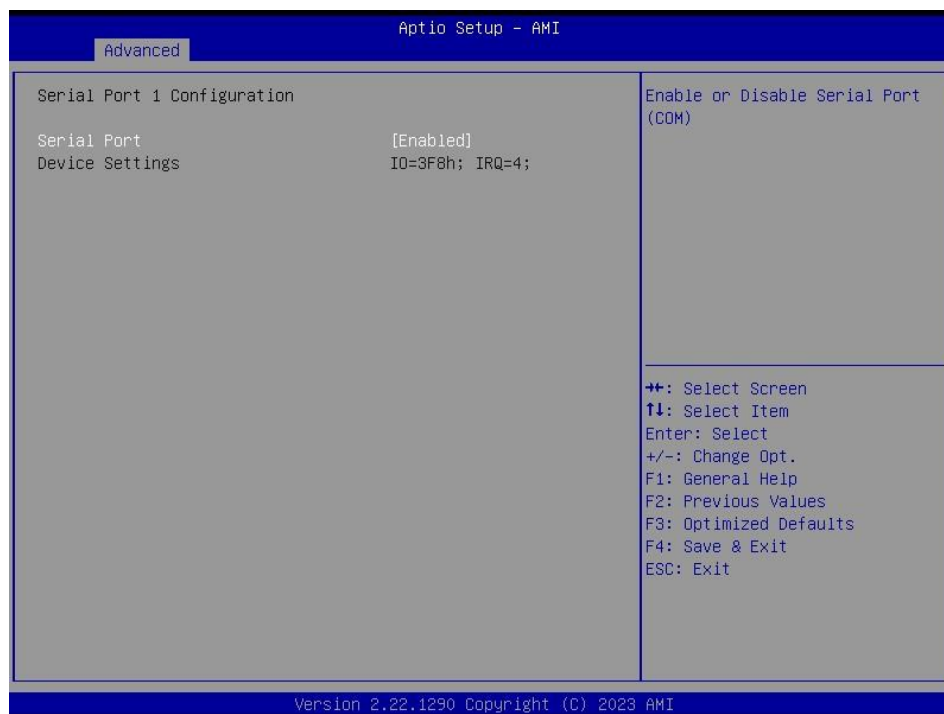 Aptio Setup – AMI
Advanced
Serial Port 1 Configuration
Serial Port [Enabled]
Device Settings IO=3F8h; IRQ=4;
Enable or Disable Serial Port
(COM)
→←: Select Screen
↑↓: Select Item
Enter: Select
+/-: Change Opt.
F1: General Help
F2: Previous Values
F3: Optimized Defaults
F4: Save & Exit
ESC: Exit
Version 2.22.1290 Copyright (C) 2023 AMI